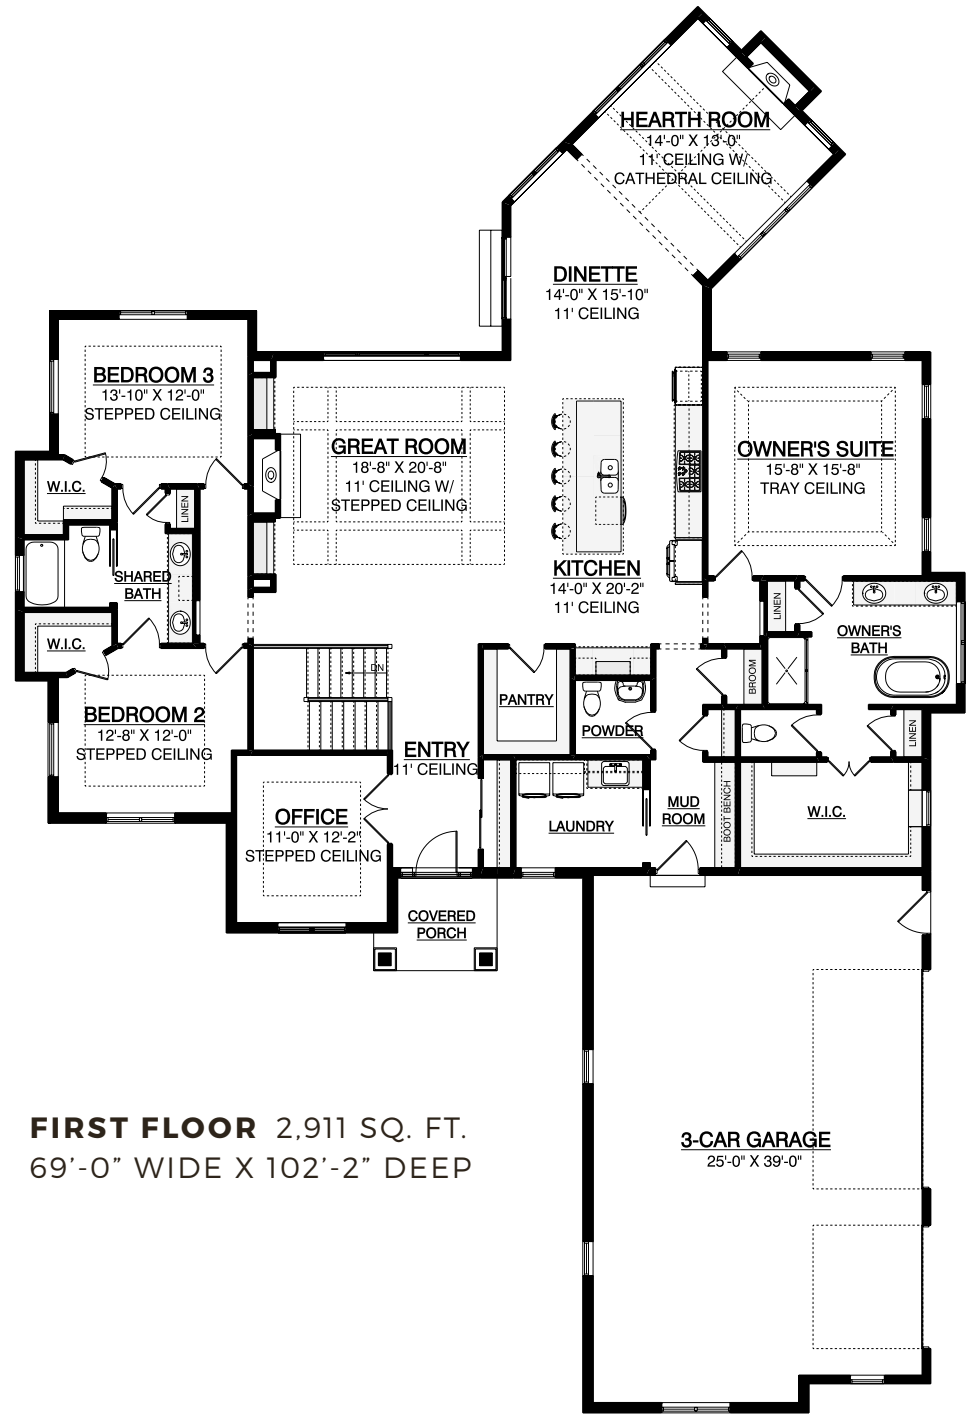 HEARTH ROOM
14'-0" X 13'-0"
11' CEILING W/
CATHEDRAL CEILING
DINETTE
14'-0" X 15'-10"
11' CEILING
BEDROOM 3
13'-10" X 12'-0"
STEPPED CEILING
GREAT ROOM
18'-8" X 20'-8"
11' CEILING W/
STEPPED CEILING
OWNER'S SUITE
15'-8" X 15'-8"
TRAY CEILING
W.I.C.
LINEN
SHARED
BATH
KITCHEN
14'-0" X 20'-2"
11' CEILING
LINEN
OWNER'S
BATH
W.I.C.
DN
BROOM
PANTRY
POWDER
BEDROOM 2
12'-8" X 12'-0"
STEPPED CEILING
ENTRY
11' CEILING
LINEN
OFFICE
11'-0" X 12'-2"
STEPPED CEILING
LAUNDRY
MUD
ROOM
BOOT BENCH
W.I.C.
COVERED
PORCH
FIRST FLOOR 2,911 SQ. FT.
69'-0” WIDE X 102'-2” DEEP
3-CAR GARAGE
25'-0" X 39'-0"